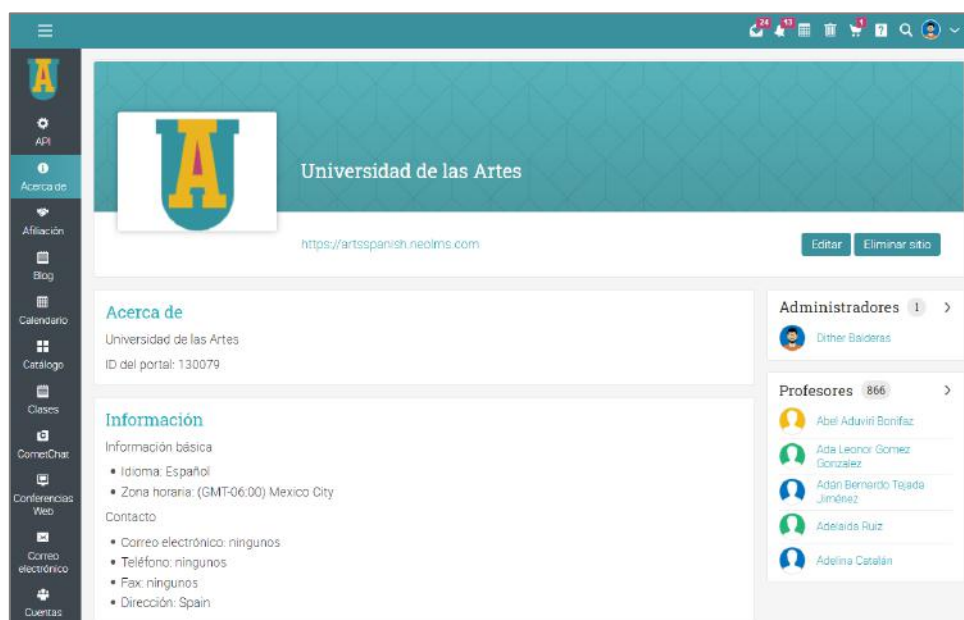 24
13
1
A
API
Acerca de
Afiliación
Blog
Calendario
Catálogo
Clases
CometChat
Conferencias
Web
Correo
electrónico
Cuentas
A
Universidad de las Artes
https://artsspanish.neolms.com
Editar
Eliminar sitio
Acerca de
Universidad de las Artes
ID del portal: 130079
Información
Información básica
• Idioma: Español
• Zona horaria: (GMT-06:00) Mexico City
Contacto
• Correo electrónico: ningunos
• Teléfono: ningunos
• Fax: ningunos
• Dirección: Spain
Administradores 1
Dither Balderas
Profesores 866
Abel Aduviri Bonifaz
Ada Leonor Gomez
Gonzalez
Adán Bernardo Tejada
Jiménez
Adelaida Ruiz
Adelina Catalán